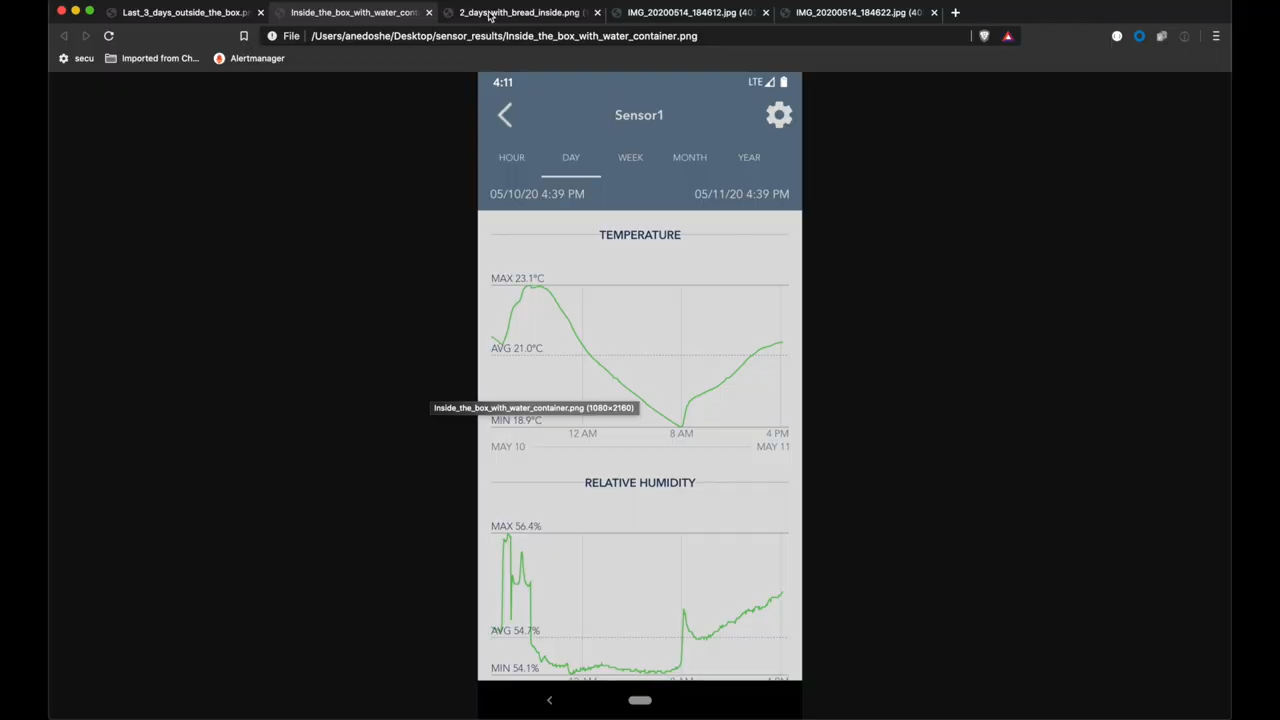 Last_3_days_outside_the_box.p
Inside_the_box_with_water_cont
2_days_with_bread_inside.png (
IMG_20200514_184612.jpg (40
IMG_20200514_184622.jpg (40
File /Users/anedoshe/Desktop/sensor_results/Inside_the_box_with_water_container.png
secu Imported from Ch... Alertmanager
4:11 LTE
Sensor1
HOUR DAY WEEK MONTH YEAR
05/10/20 4:39 PM 05/11/20 4:39 PM
TEMPERATURE
MAX 23.1°C
AVG 21.0°C
Inside_the_box_with_water_container.png (1080×2160)
MIN 18.9°C
12 AM 8 AM 4 PM
MAY 10 MAY 11
RELATIVE HUMIDITY
MAX 56.4%
AVG 54.7%
MIN 54.1%